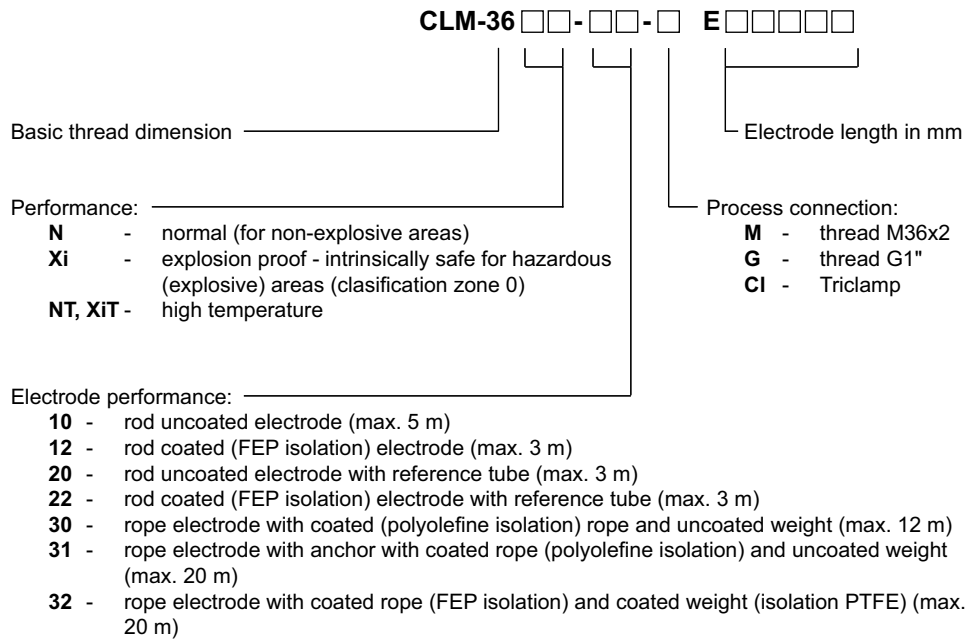 CLM-36 □□-□□-□ E□□□□□
Basic thread dimension
Electrode length in mm
Performance:
N - normal (for non-explosive areas)
Xi - explosion proof - intrinsically safe for hazardous
(explosive) areas (clasification zone 0)
NT, XiT - high temperature
Process connection:
M - thread M36x2
G - thread G1"
Cl - Triclamp
Electrode performance:
10 - rod uncoated electrode (max. 5 m)
12 - rod coated (FEP isolation) electrode (max. 3 m)
20 - rod uncoated electrode with reference tube (max. 3 m)
22 - rod coated (FEP isolation) electrode with reference tube (max. 3 m)
30 - rope electrode with coated (polyolefine isolation) rope and uncoated weight (max. 12 m)
31 - rope electrode with anchor with coated rope (polyolefine isolation) and uncoated weight
(max. 20 m)
32 - rope electrode with coated rope (FEP isolation) and coated weight (isolation PTFE) (max.
20 m)